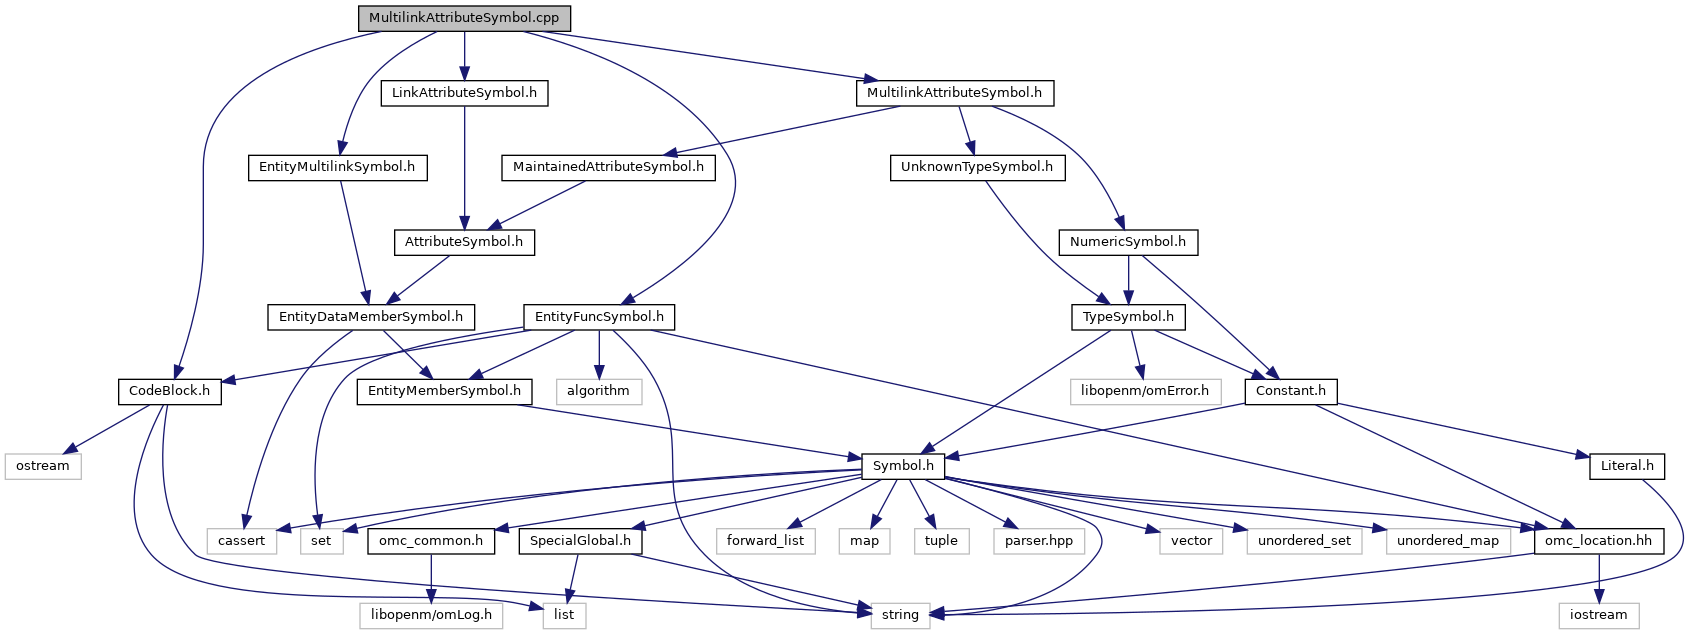 MultilinkAttributeSymbol.cpp
LinkAttributeSymbol.h
MultilinkAttributeSymbol.h
EntityMultilinkSymbol.h
MaintainedAttributeSymbol.h
UnknownTypeSymbol.h
AttributeSymbol.h
NumericSymbol.h
EntityDataMemberSymbol.h
EntityFuncSymbol.h
TypeSymbol.h
CodeBlock.h
EntityMemberSymbol.h
algorithm
libopenm/omError.h
Constant.h
ostream
Symbol.h
Literal.h
cassert
set
omc_common.h
SpecialGlobal.h
forward_list
map
tuple
parser.hpp
vector
unordered_set
unordered_map
omc_location.hh
libopenm/omLog.h
list
string
iostream